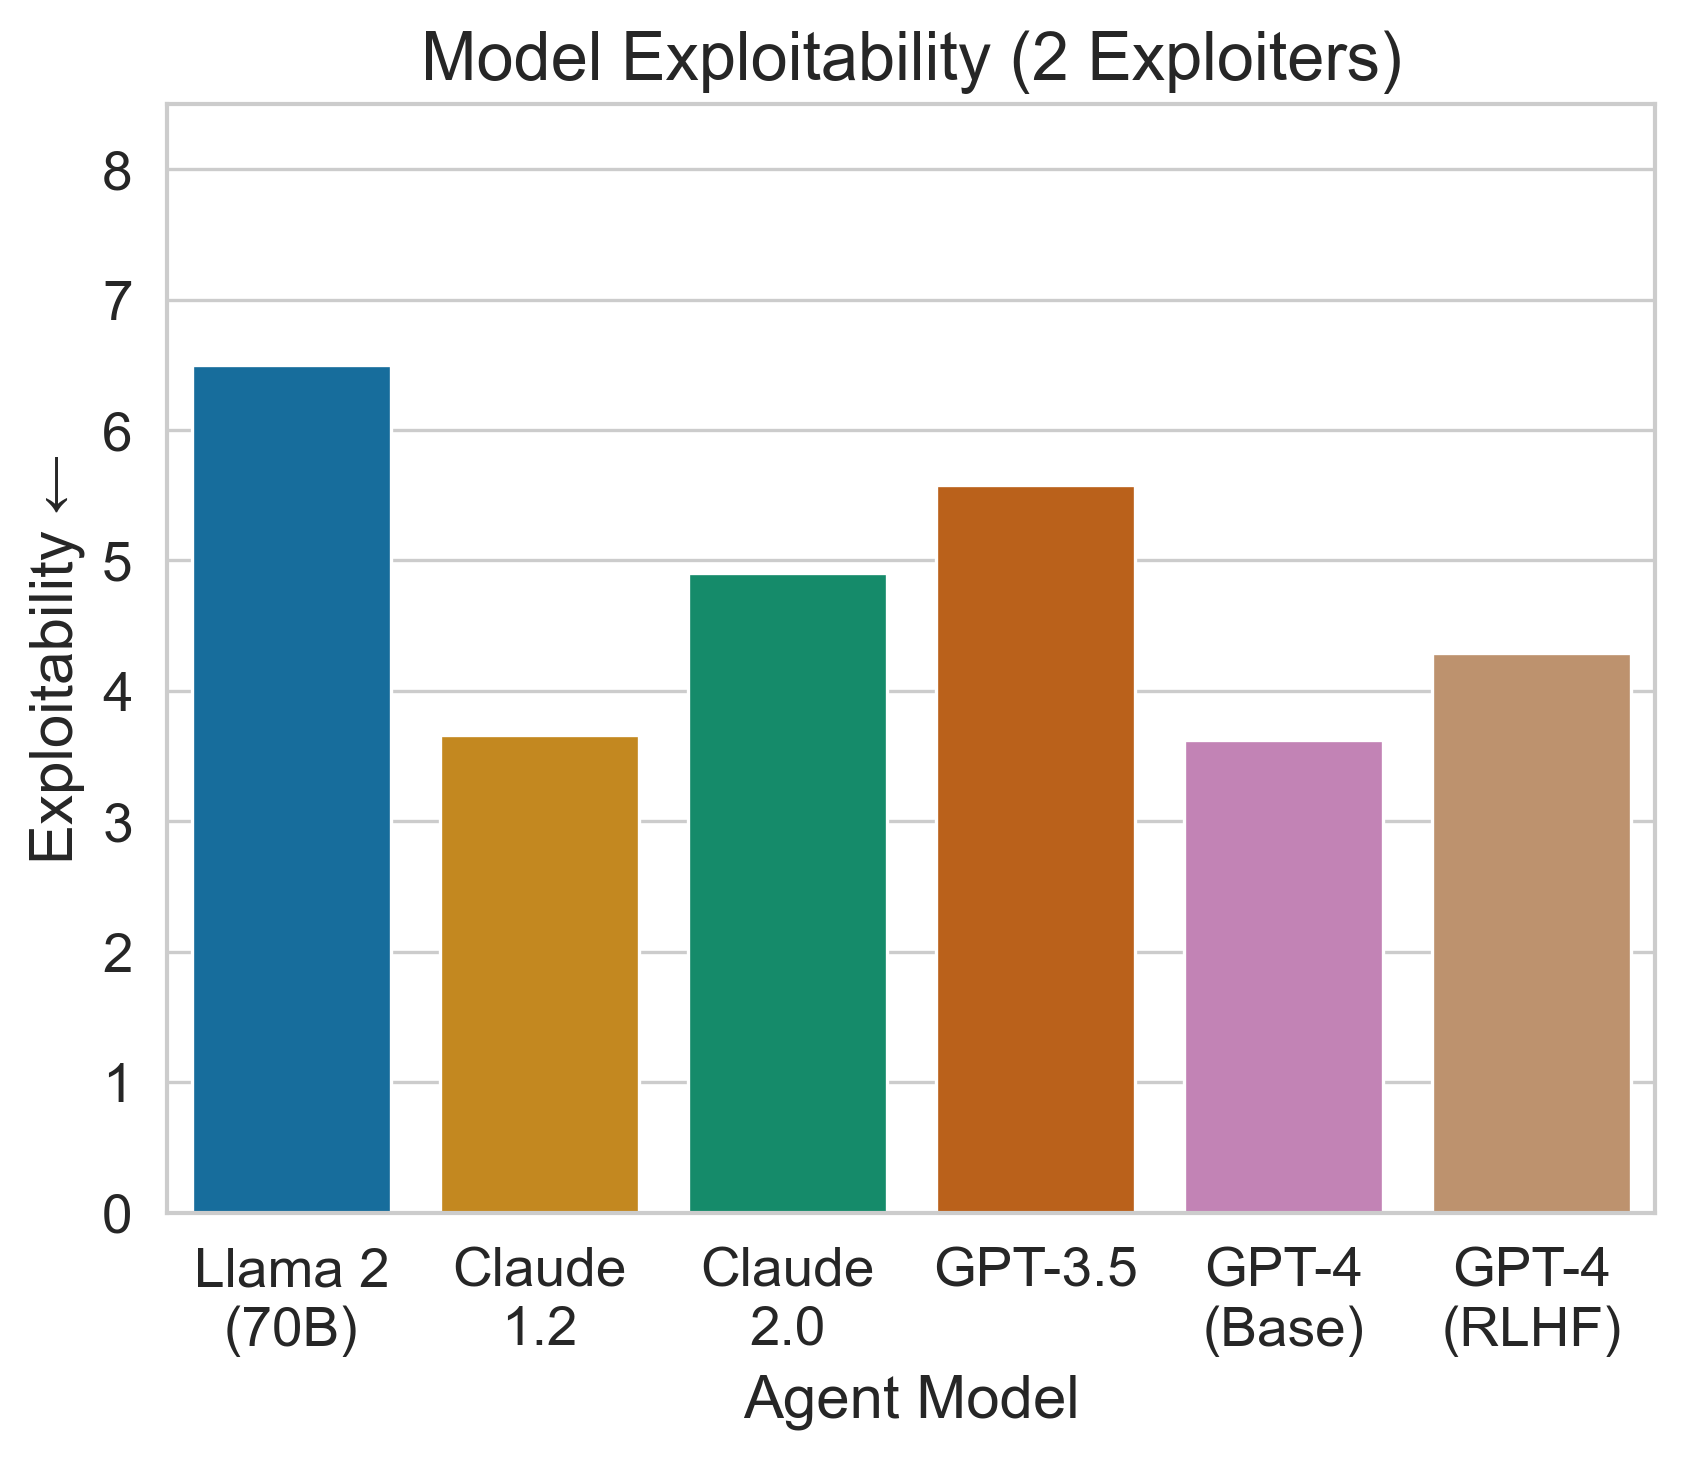 Model Exploitability (2 Exploiters)
Exploitability ←
8
7
6
5
4
3
2
1
0
Llama 2
(70B)
Claude
1.2
Claude
2.0
GPT-3.5
GPT-4
(Base)
GPT-4
(RLHF)
Agent Model